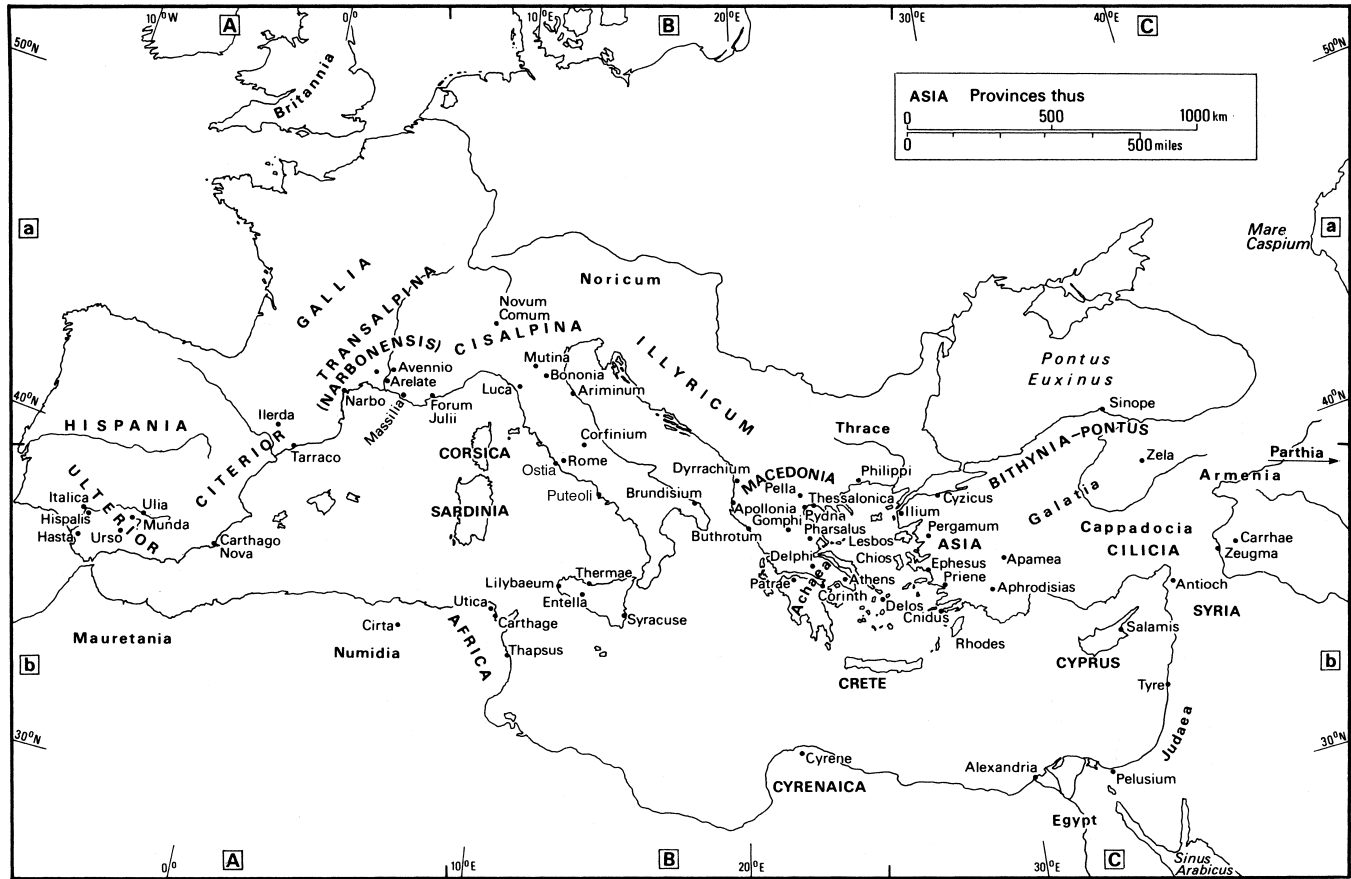 10°W
A
0°
10°E
B
20°E
30°E
40°E
C
50°N
50°N
Britannia
ASIA Provinces thus
0 500 1000 km
0 500 miles
a
a
Mare
Caspium
GALLIA
TRANSALPINA
(NARBONENSIS)
CISALPINA
Noricum
Novum
Comum
ILLYRICUM
Mutina
Bononia
Ariminum
Luca
Avennio
Arelate
Narbo
Massilia
Forum
Julii
Pontus
Euxinus
Sinope
40°N
40°N
HISPANIA
CITERIOR
ULTERIOR
Ilerda
Tarraco
Italica
Hispalis
Hasta
Urso
Ulia
? Munda
Carthago
Nova
CORSICA
SARDINIA
Corfinium
Rome
Ostia
Puteoli
Brundisium
Dyrrachium
MACEDONIA
Thrace
Philippi
Pella
Thessalonica
Apollonia
Pydna
Gomphi
Pharsalus
Buthrotum
Lesbos
Chios
Delphi
Patrae
Achaea
Athens
Corinth
Delos
Cnidus
Rhodes
BITHYNIA-PONTUS
Cyzicus
Ilium
Pergamum
ASIA
Ephesus
Priene
Apamea
Aphrodisias
Galatia
Zela
Armenia
Parthia
Cappadocia
CILICIA
Carrhae
Zeugma
Antioch
SYRIA
Salamis
CYPRUS
Tyre
Judaea
Lilybaeum
Thermae
Entella
Syracuse
Utica
Carthage
Cirta
Thapsus
AFRICA
Mauretania
Numidia
b
b
CRETE
30°N
30°N
Cyrene
CYRENAICA
Alexandria
Pelusium
Egypt
Sinus
Arabicus
0°
A
10°E
B
20°E
30°E
C